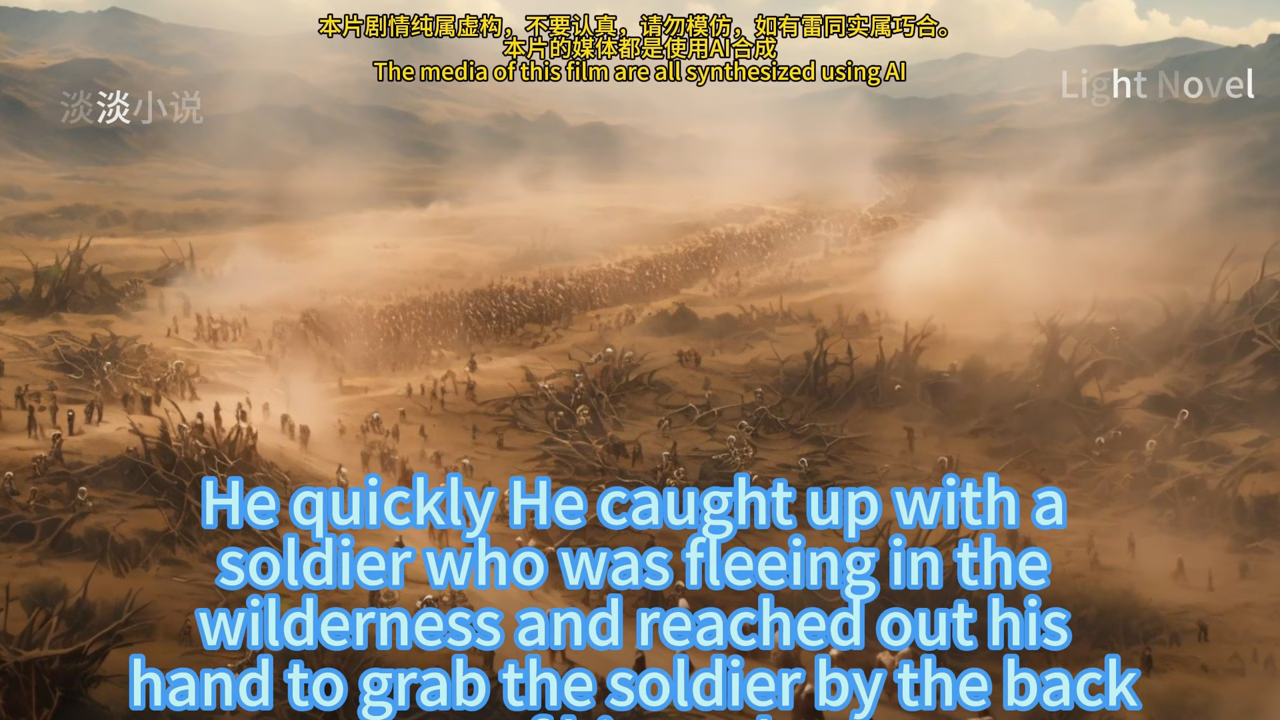 本片剧情纯属虚构，不要认真，请勿模仿，如有雷同实属巧合。
本片的媒体都是使用AI合成
The media of this film are all synthesized using AI
淡淡小说
Light Novel
He quickly He caught up with a
soldier who was fleeing in the
wilderness and reached out his
hand to grab the soldier by the back